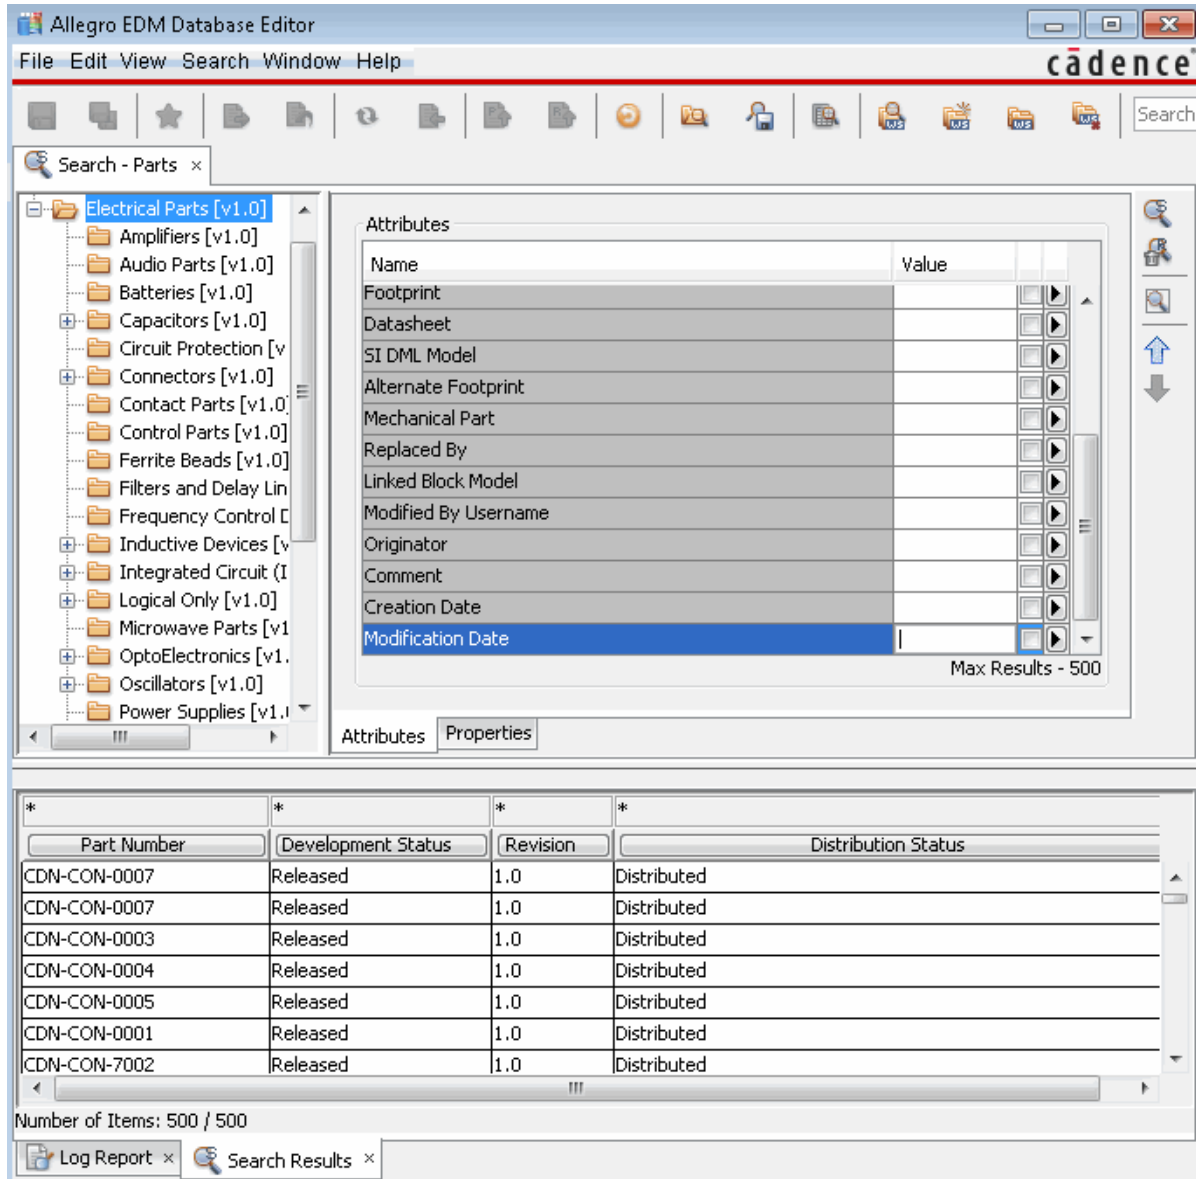 Allegro EDM Database Editor
File Edit View Search Window Help
cādence
Search
Search - Parts ×
Electrical Parts [v1.0]
Amplifiers [v1.0]
Audio Parts [v1.0]
Batteries [v1.0]
Capacitors [v1.0]
Circuit Protection [v
Connectors [v1.0]
Contact Parts [v1.0]
Control Parts [v1.0]
Ferrite Beads [v1.0]
Filters and Delay Lin
Frequency Control D
Inductive Devices [v
Integrated Circuit (I
Logical Only [v1.0]
Microwave Parts [v1
OptoElectronics [v1.
Oscillators [v1.0]
Power Supplies [v1.
Attributes
Name Value
Footprint
Datasheet
SI DML Model
Alternate Footprint
Mechanical Part
Replaced By
Linked Block Model
Modified By Username
Originator
Comment
Creation Date
Modification Date
Max Results - 500
Attributes Properties
* * * *
Part Number Development Status Revision Distribution Status
CDN-CON-0007 Released 1.0 Distributed
CDN-CON-0007 Released 1.0 Distributed
CDN-CON-0003 Released 1.0 Distributed
CDN-CON-0004 Released 1.0 Distributed
CDN-CON-0005 Released 1.0 Distributed
CDN-CON-0001 Released 1.0 Distributed
CDN-CON-7002 Released 1.0 Distributed
Number of Items: 500 / 500
Log Report × Search Results ×